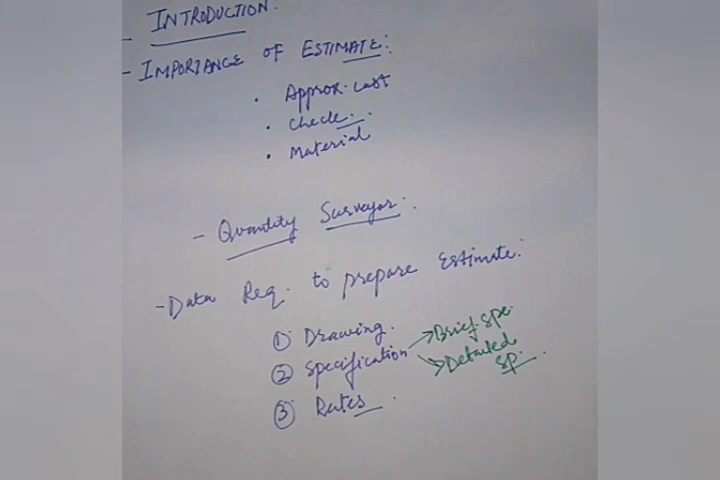 - INTRODUCTION:
- IMPORTANCE OF ESTIMATE:
• Approx. cost
• Check.
• Material
- Quantity Surveyor:
- Data Req. to prepare Estimate:
① Drawing.
② Specification → Brief spe.
→ Detailed sp.
③ Rates.